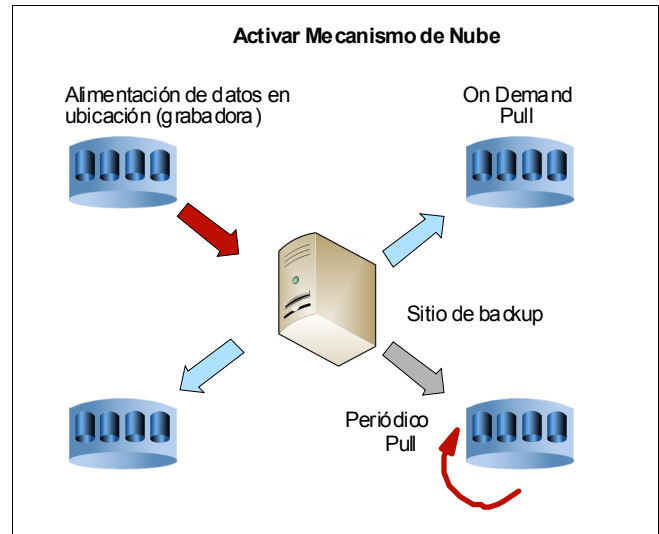 Activar Mecanismo de Nube
Alimentación de datos en
ubicación (grabadora)
On Demand
Pull
Sitio de backup
Periódico
Pull